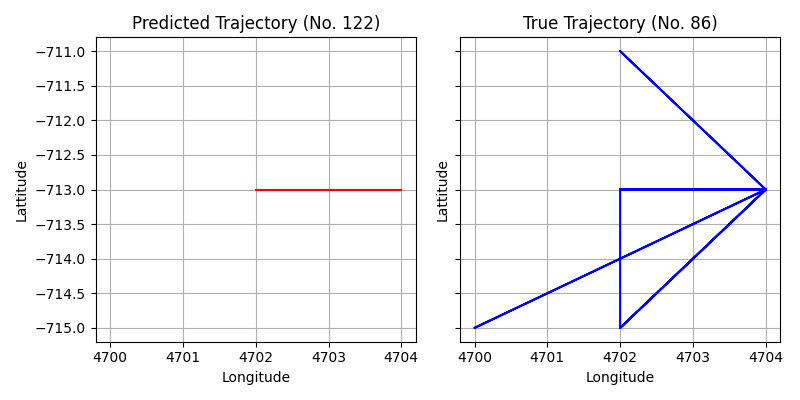 Predicted Trajectory (No. 122)
True Trajectory (No. 86)
−711.0
−711.5
−712.0
−712.5
−713.0
−713.5
−714.0
−714.5
−715.0
Lattitude
Lattitude
4700 4701 4702 4703 4704
4700 4701 4702 4703 4704
Longitude
Longitude